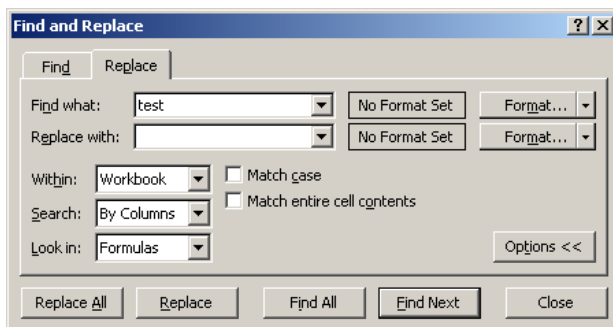 Find and Replace
Find Replace
Find what: test No Format Set Format...
Replace with: No Format Set Format...
Within: Workbook Match case
Search: By Columns Match entire cell contents
Look in: Formulas Options <<
Replace All Replace Find All Find Next Close